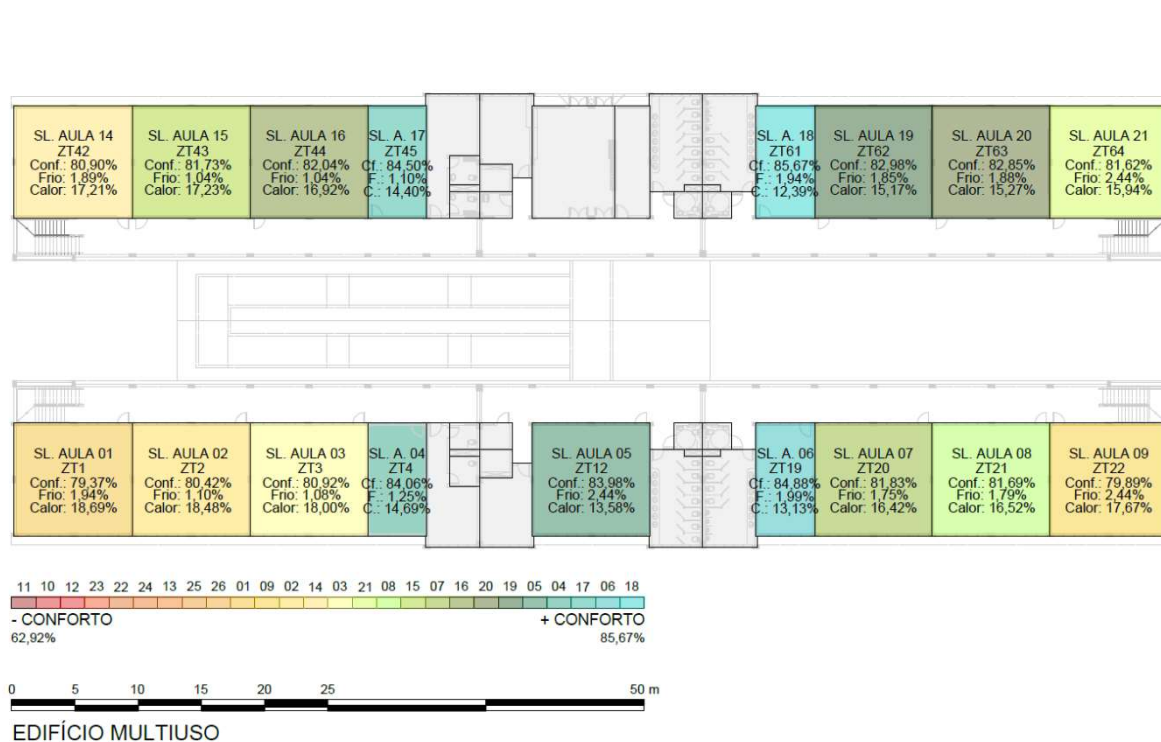 SL. AULA 14
ZT42
Conf.: 80,90%
Frio: 1,89%
Calor: 17,21%
SL. AULA 15
ZT43
Conf.: 81,73%
Frio: 1,04%
Calor: 17,23%
SL. AULA 16
ZT44
Conf.: 82,04%
Frio: 1,04%
Calor: 16,92%
SL. A. 17
ZT45
Cf.: 84,50%
F.: 1,10%
C.: 14,40%
SL. A. 18
ZT61
Cf.: 85,67%
F.: 1,94%
C.: 12,39%
SL. AULA 19
ZT62
Conf.: 82,98%
Frio: 1,85%
Calor: 15,17%
SL. AULA 20
ZT63
Conf.: 82,85%
Frio: 1,88%
Calor: 15,27%
SL. AULA 21
ZT64
Conf.: 81,62%
Frio: 2,44%
Calor: 15,94%
SL. AULA 01
ZT1
Conf.: 79,37%
Frio: 1,94%
Calor: 18,69%
SL. AULA 02
ZT2
Conf.: 80,42%
Frio: 1,10%
Calor: 18,48%
SL. AULA 03
ZT3
Conf.: 80,92%
Frio: 1,08%
Calor: 18,00%
SL. A. 04
ZT4
Cf.: 84,06%
F.: 1,25%
C.: 14,69%
SL. AULA 05
ZT12
Conf.: 83,98%
Frio: 2,44%
Calor: 13,58%
SL. A. 06
ZT19
Cf.: 84,88%
F.: 1,99%
C.: 13,13%
SL. AULA 07
ZT20
Conf.: 81,83%
Frio: 1,75%
Calor: 16,42%
SL. AULA 08
ZT21
Conf.: 81,69%
Frio: 1,79%
Calor: 16,52%
SL. AULA 09
ZT22
Conf.: 79,89%
Frio: 2,44%
Calor: 17,67%
11 10 12 23 22 24 13 25 26 01 09 02 14 03 21 08 15 07 16 20 19 05 04 17 06 18
- CONFORTO + CONFORTO
62,92% 85,67%
0 5 10 15 20 25 50 m
EDIFÍCIO MULTIUSO